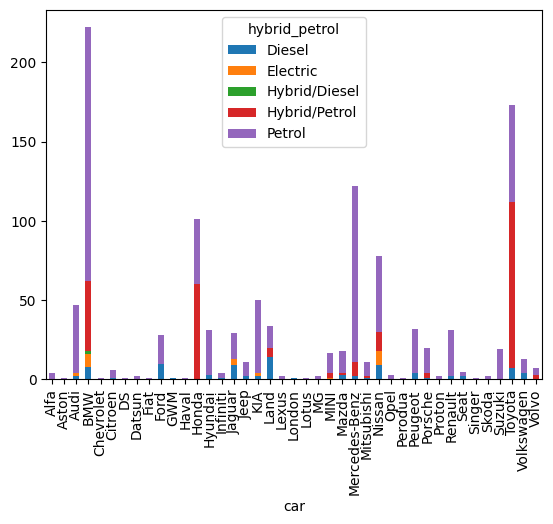 hybrid_petrol
Diesel
Electric
Hybrid/Diesel
Hybrid/Petrol
Petrol
200
150
100
50
0
Alfa
Aston
Audi
BMW
Chevrolet
Citroen
DS
Datsun
Fiat
Ford
GWM
Haval
Honda
Hyundai
Infiniti
Jaguar
Jeep
KIA
Land
Lexus
London
Lotus
MG
MINI
Mazda
Mercedes-Benz
Mitsubishi
Nissan
Opel
Perodua
Peugeot
Porsche
Proton
Renault
Seat
Singer
Skoda
Suzuki
Toyota
Volkswagen
Volvo
car